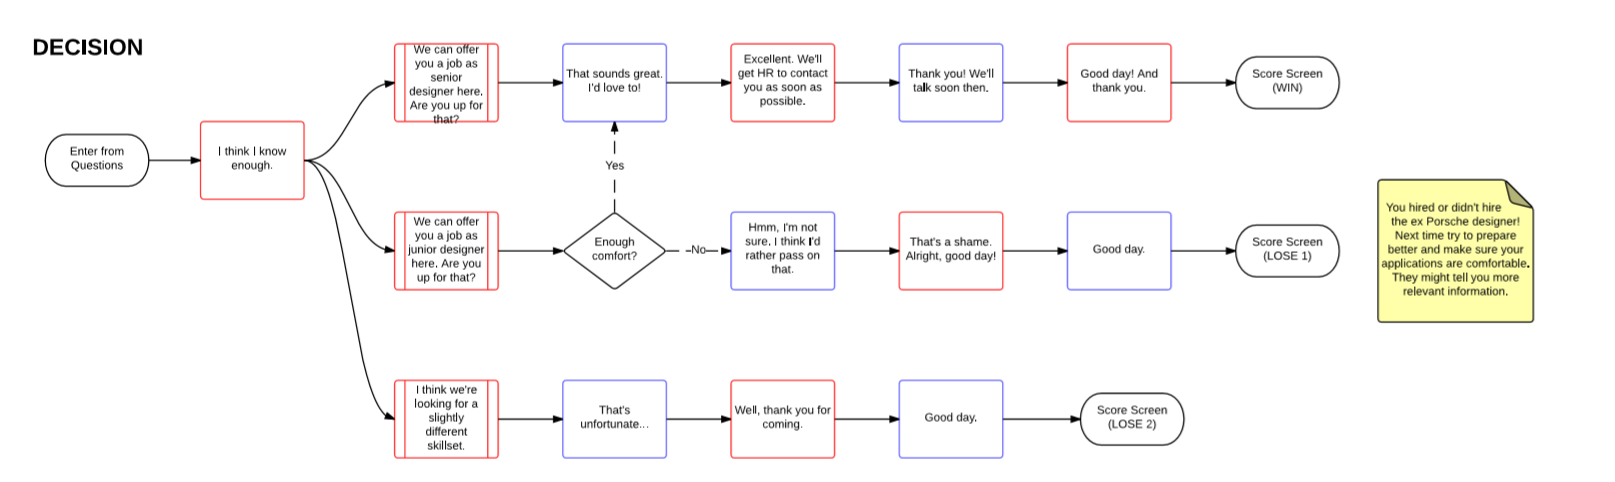 DECISION
Enter from
Questions
I think I know
enough.
We can offer
you a job as
senior
designer here.
Are you up for
that?
That sounds great.
I'd love to!
Excellent. We'll
get HR to contact
you as soon as
possible.
Thank you! We'll
talk soon then.
Good day! And
thank you.
Score Screen
(WIN)
Yes
We can offer
you a job as
junior designer
here. Are you
up for that?
Enough
comfort?
No
Hmm, I'm not
sure. I think I'd
rather pass on
that.
That's a shame.
Alright, good day!
Good day.
Score Screen
(LOSE 1)
You hired or didn't hire
the ex Porsche designer!
Next time try to prepare
better and make sure your
applications are comfortable.
They might tell you more
relevant information.
I think we're
looking for a
slightly
different
skillset.
That's
unfortunate...
Well, thank you for
coming.
Good day.
Score Screen
(LOSE 2)